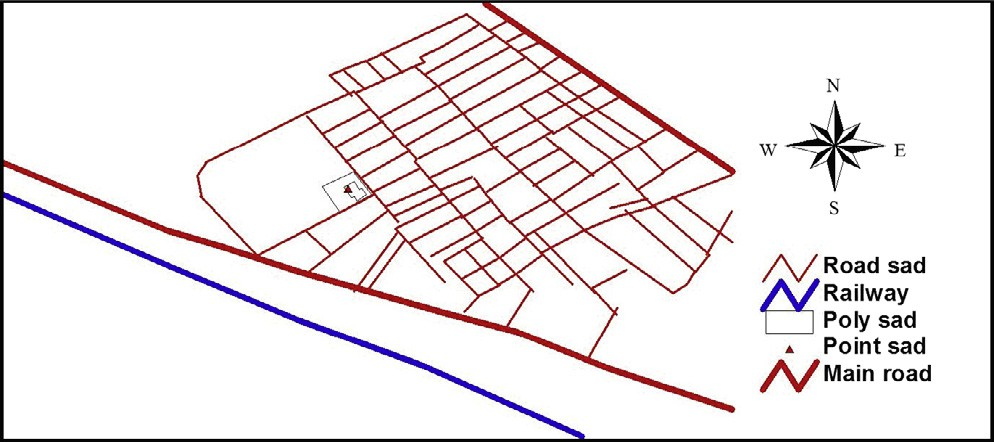 N
W E
S
Road sad
Railway
Poly sad
Point sad
Main road